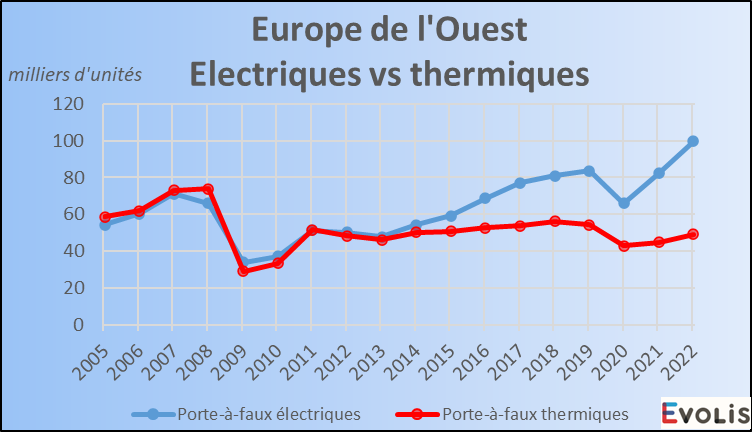 Europe de l'Ouest
Electriques vs thermiques
milliers d'unités
120
100
80
60
40
20
0
2005 2006 2007 2008 2009 2010 2011 2012 2013 2014 2015 2016 2017 2018 2019 2020 2021 2022
Porte-à-faux électriques Porte-à-faux thermiques
EVOLIS